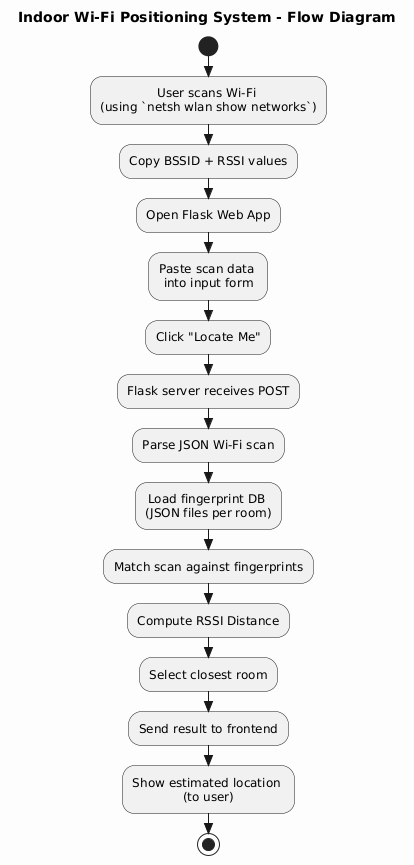 Indoor Wi-Fi Positioning System - Flow Diagram
User scans Wi-Fi
(using `netsh wlan show networks`)
Copy BSSID + RSSI values
Open Flask Web App
Paste scan data
into input form
Click "Locate Me"
Flask server receives POST
Parse JSON Wi-Fi scan
Load fingerprint DB
(JSON files per room)
Match scan against fingerprints
Compute RSSI Distance
Select closest room
Send result to frontend
Show estimated location
(to user)